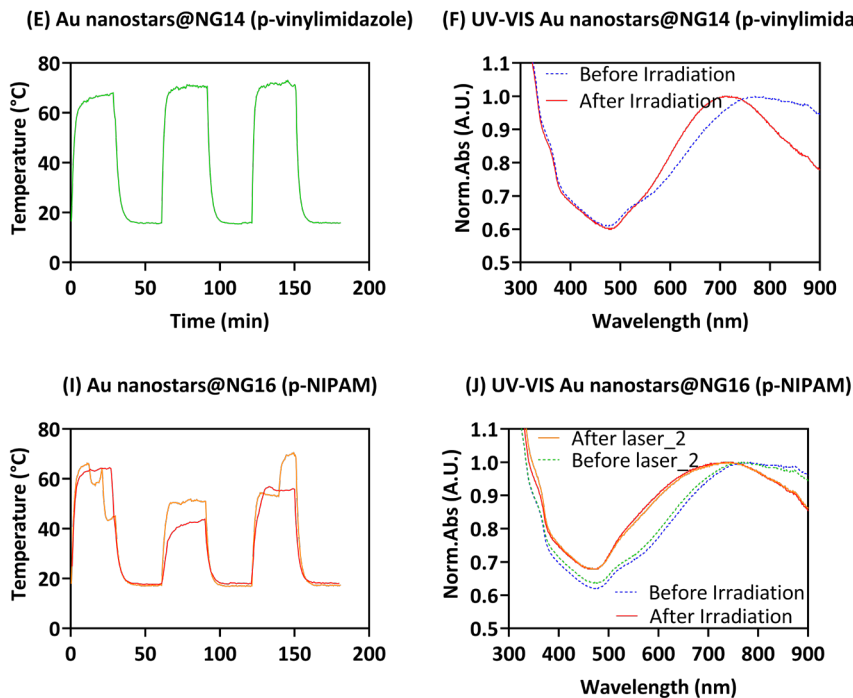 (E) Au nanostars@NG14 (p-vinylimidazole)
(F) UV-VIS Au nanostars@NG14 (p-vinylimida
Temperature (°C)
80
60
40
20
0
0 50 100 150 200
Time (min)
Norm.Abs (A.U.)
1.1
1.0
0.9
0.8
0.7
0.6
0.5
Before Irradiation
After Irradiation
300 400 500 600 700 800 900
Wavelength (nm)
(I) Au nanostars@NG16 (p-NIPAM)
(J) UV-VIS Au nanostars@NG16 (p-NIPAM)
Temperature (°C)
80
60
40
20
0
0 50 100 150 200
Time (min)
Norm.Abs (A.U.)
1.1
1.0
0.9
0.8
0.7
0.6
0.5
After laser_2
Before laser_2
Before Irradiation
After Irradiation
300 400 500 600 700 800 900
Wavelength (nm)